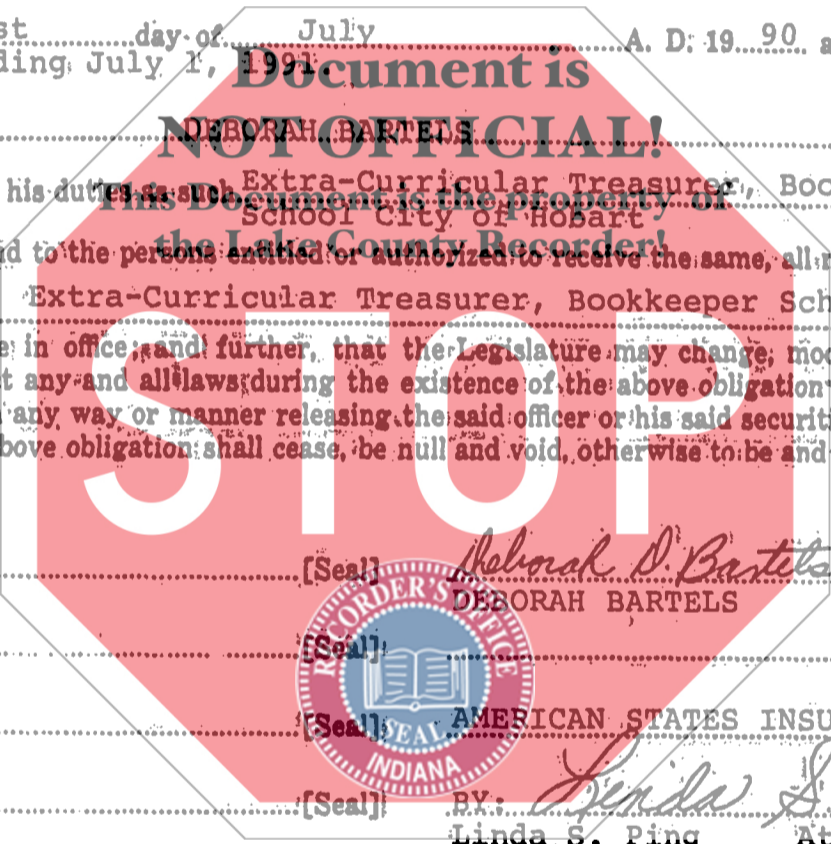 st day of July A. D. 19 90 a
ding July 1, 1991.
Document is
NOT OFFICIAL!
DEBORAH BARTELS
his duties as such Extra-Curricular Treasurer, Boo
This Document is the property of
School City of Hobart
the Lake County Recorder!
id to the persons entitled or authorized to receive the same, all m
Extra-Curricular Treasurer, Bookkeeper Sch
e in office; and further, that the Legislature may change, mod
t any and all laws during the existence of the above obligation
any way or manner releasing the said officer or his said securit
bove obligation shall cease, be null and void, otherwise to be and
STOP
[Seal] Deborah D. Bartels
DEBORAH BARTELS
[Seal]
[Seal] AMERICAN STATES INSU
RECORDER'S OFFICE
SEAL
INDIANA
[Seal] BY: Linda S
Linda S. Ping At